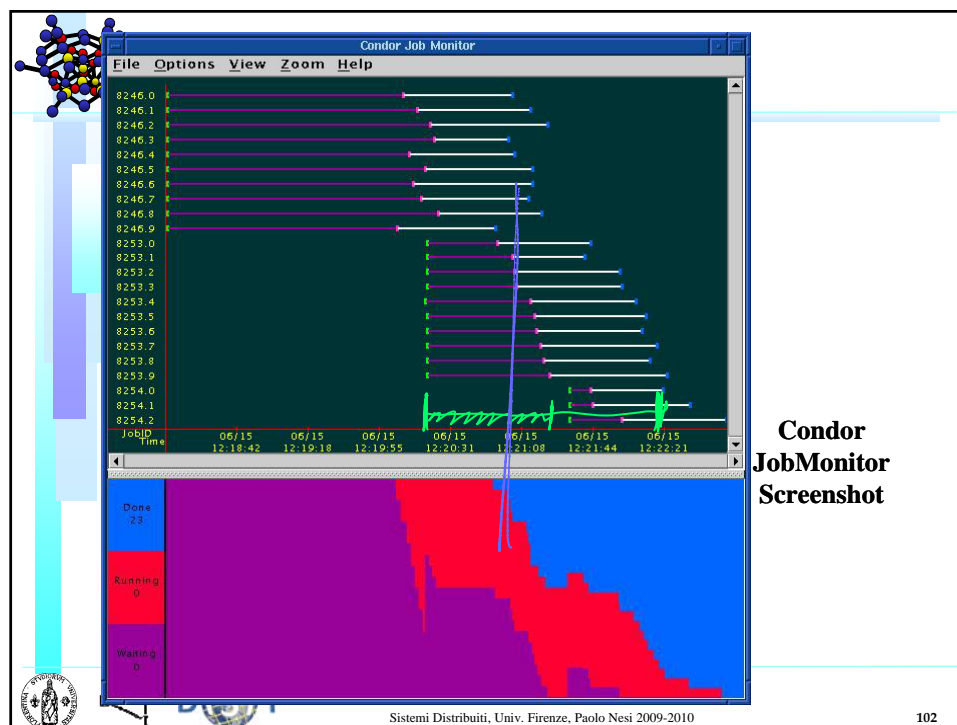 Condor Job Monitor
File Options View Zoom Help
8246.0
8246.1
8246.2
8246.3
8246.4
8246.5
8246.6
8246.7
8246.8
8246.9
8253.0
8253.1
8253.2
8253.3
8253.4
8253.5
8253.6
8253.7
8253.8
8253.9
8254.0
8254.1
8254.2
JobID
Time
06/15 06/15 06/15 06/15 06/15 06/15 06/15
12:18:42 12:19:18 12:19:55 12:20:31 12:21:08 12:21:44 12:22:21
Done
23
Running
0
Waiting
0
Condor
JobMonitor
Screenshot
Sistemi Distribuiti, Univ. Firenze, Paolo Nesi 2009-2010
102